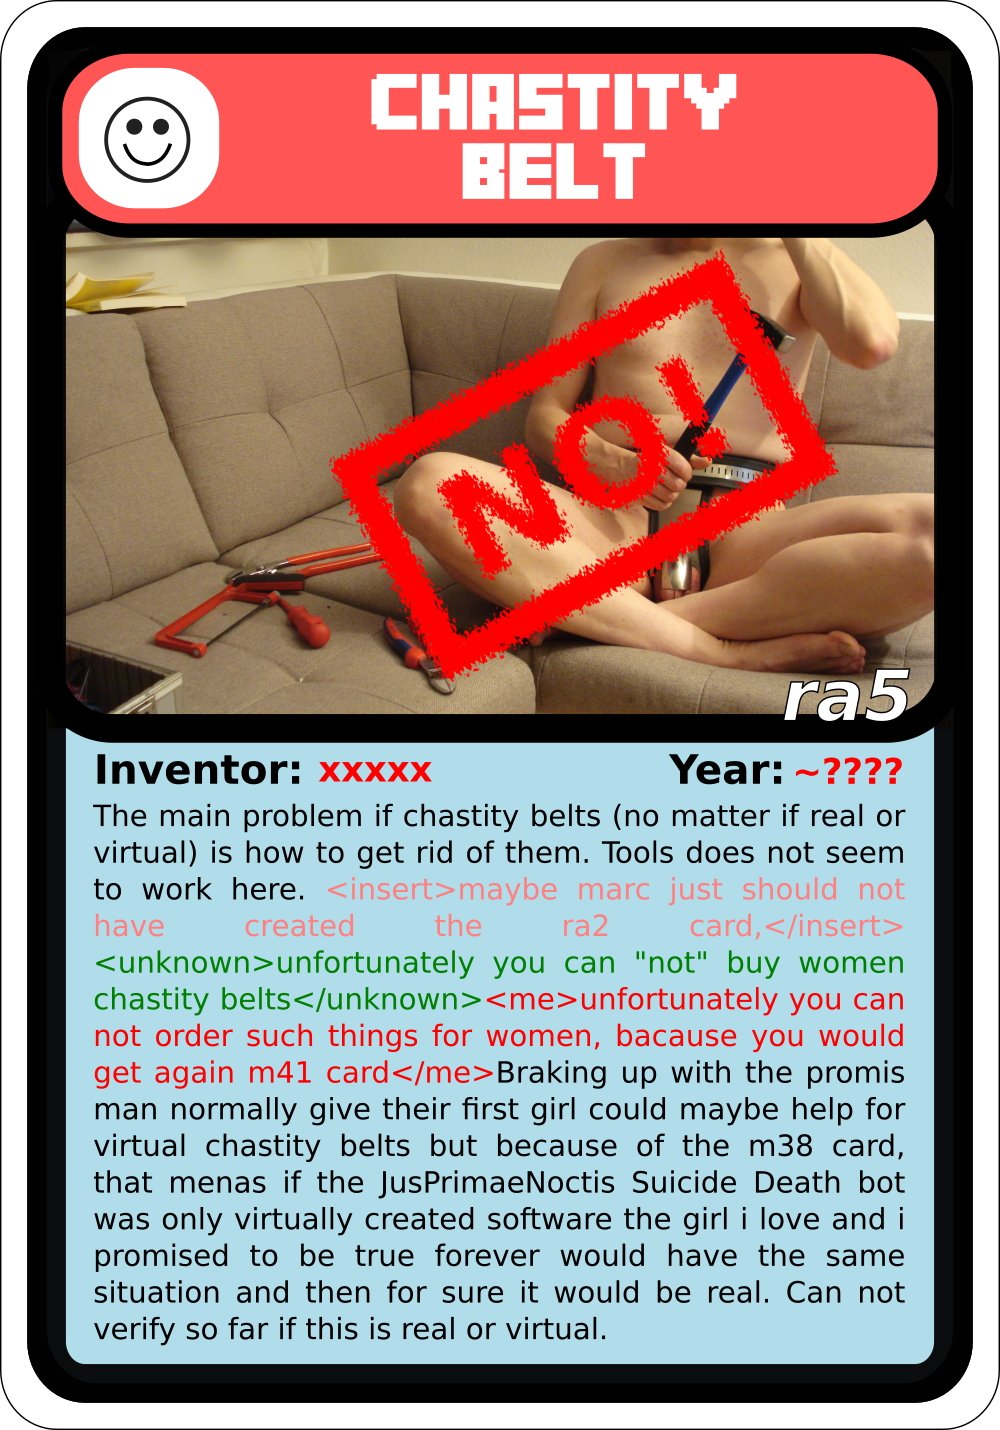 CHASTITY
BELT
NO!
ra5
Inventor: xxxxx Year: ~????
The main problem if chastity belts (no matter if real or
virtual) is how to get rid of them. Tools does not seem
to work here. <insert>maybe marc just should not
have created the ra2 card,</insert>
<unknown>unfortunately you can "not" buy women
chastity belts</unknown><me>unfortunately you can
not order such things for women, bacause you would
get again m41 card</me>Braking up with the promis
man normally give their first girl could maybe help for
virtual chastity belts but because of the m38 card,
that menas if the JusPrimaeNoctis Suicide Death bot
was only virtually created software the girl i love and i
promised to be true forever would have the same
situation and then for sure it would be real. Can not
verify so far if this is real or virtual.